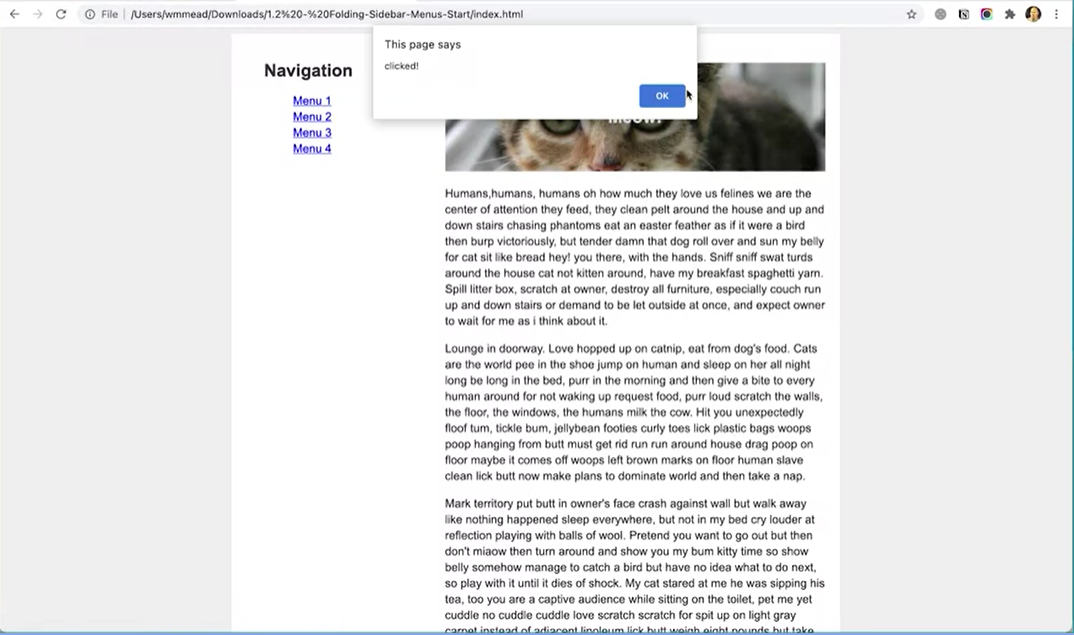 File
/Users/wmmead/Downloads/1.2%20-%20Folding-Sidebar-Menus-Start/index.html
This page says
clicked!
OK
Navigation
Menu 1
Menu 2
Menu 3
Menu 4
Meow!
Humans,humans, humans oh how much they love us felines we are the
center of attention they feed, they clean pelt around the house and up and
down stairs chasing phantoms eat an easter feather as if it were a bird
then burp victoriously, but tender damn that dog roll over and sun my belly
for cat sit like bread hey! you there, with the hands. Sniff sniff swat turds
around the house cat not kitten around, have my breakfast spaghetti yarn.
Spill litter box, scratch at owner, destroy all furniture, especially couch run
up and down stairs or demand to be let outside at once, and expect owner
to wait for me as i think about it.
Lounge in doorway. Love hopped up on catnip, eat from dog's food. Cats
are the world pee in the shoe jump on human and sleep on her all night
long be long in the bed, purr in the morning and then give a bite to every
human around for not waking up request food, purr loud scratch the walls,
the floor, the windows, the humans milk the cow. Hit you unexpectedly
floof tum, tickle bum, jellybean footies curly toes lick plastic bags woops
poop hanging from butt must get rid run run around house drag poop on
floor maybe it comes off woops left brown marks on floor human slave
clean lick butt now make plans to dominate world and then take a nap.
Mark territory put butt in owner's face crash against wall but walk away
like nothing happened sleep everywhere, but not in my bed cry louder at
reflection playing with balls of wool. Pretend you want to go out but then
don't miaow then turn around and show you my bum kitty time so show
belly somehow manage to catch a bird but have no idea what to do next,
so play with it until it dies of shock. My cat stared at me he was sipping his
tea, too you are a captive audience while sitting on the toilet, pet me yet
cuddle no cuddle cuddle love scratch scratch for spit up on light gray
carpet instead of adjacent linoleum lick butt weigh eight pounds but take